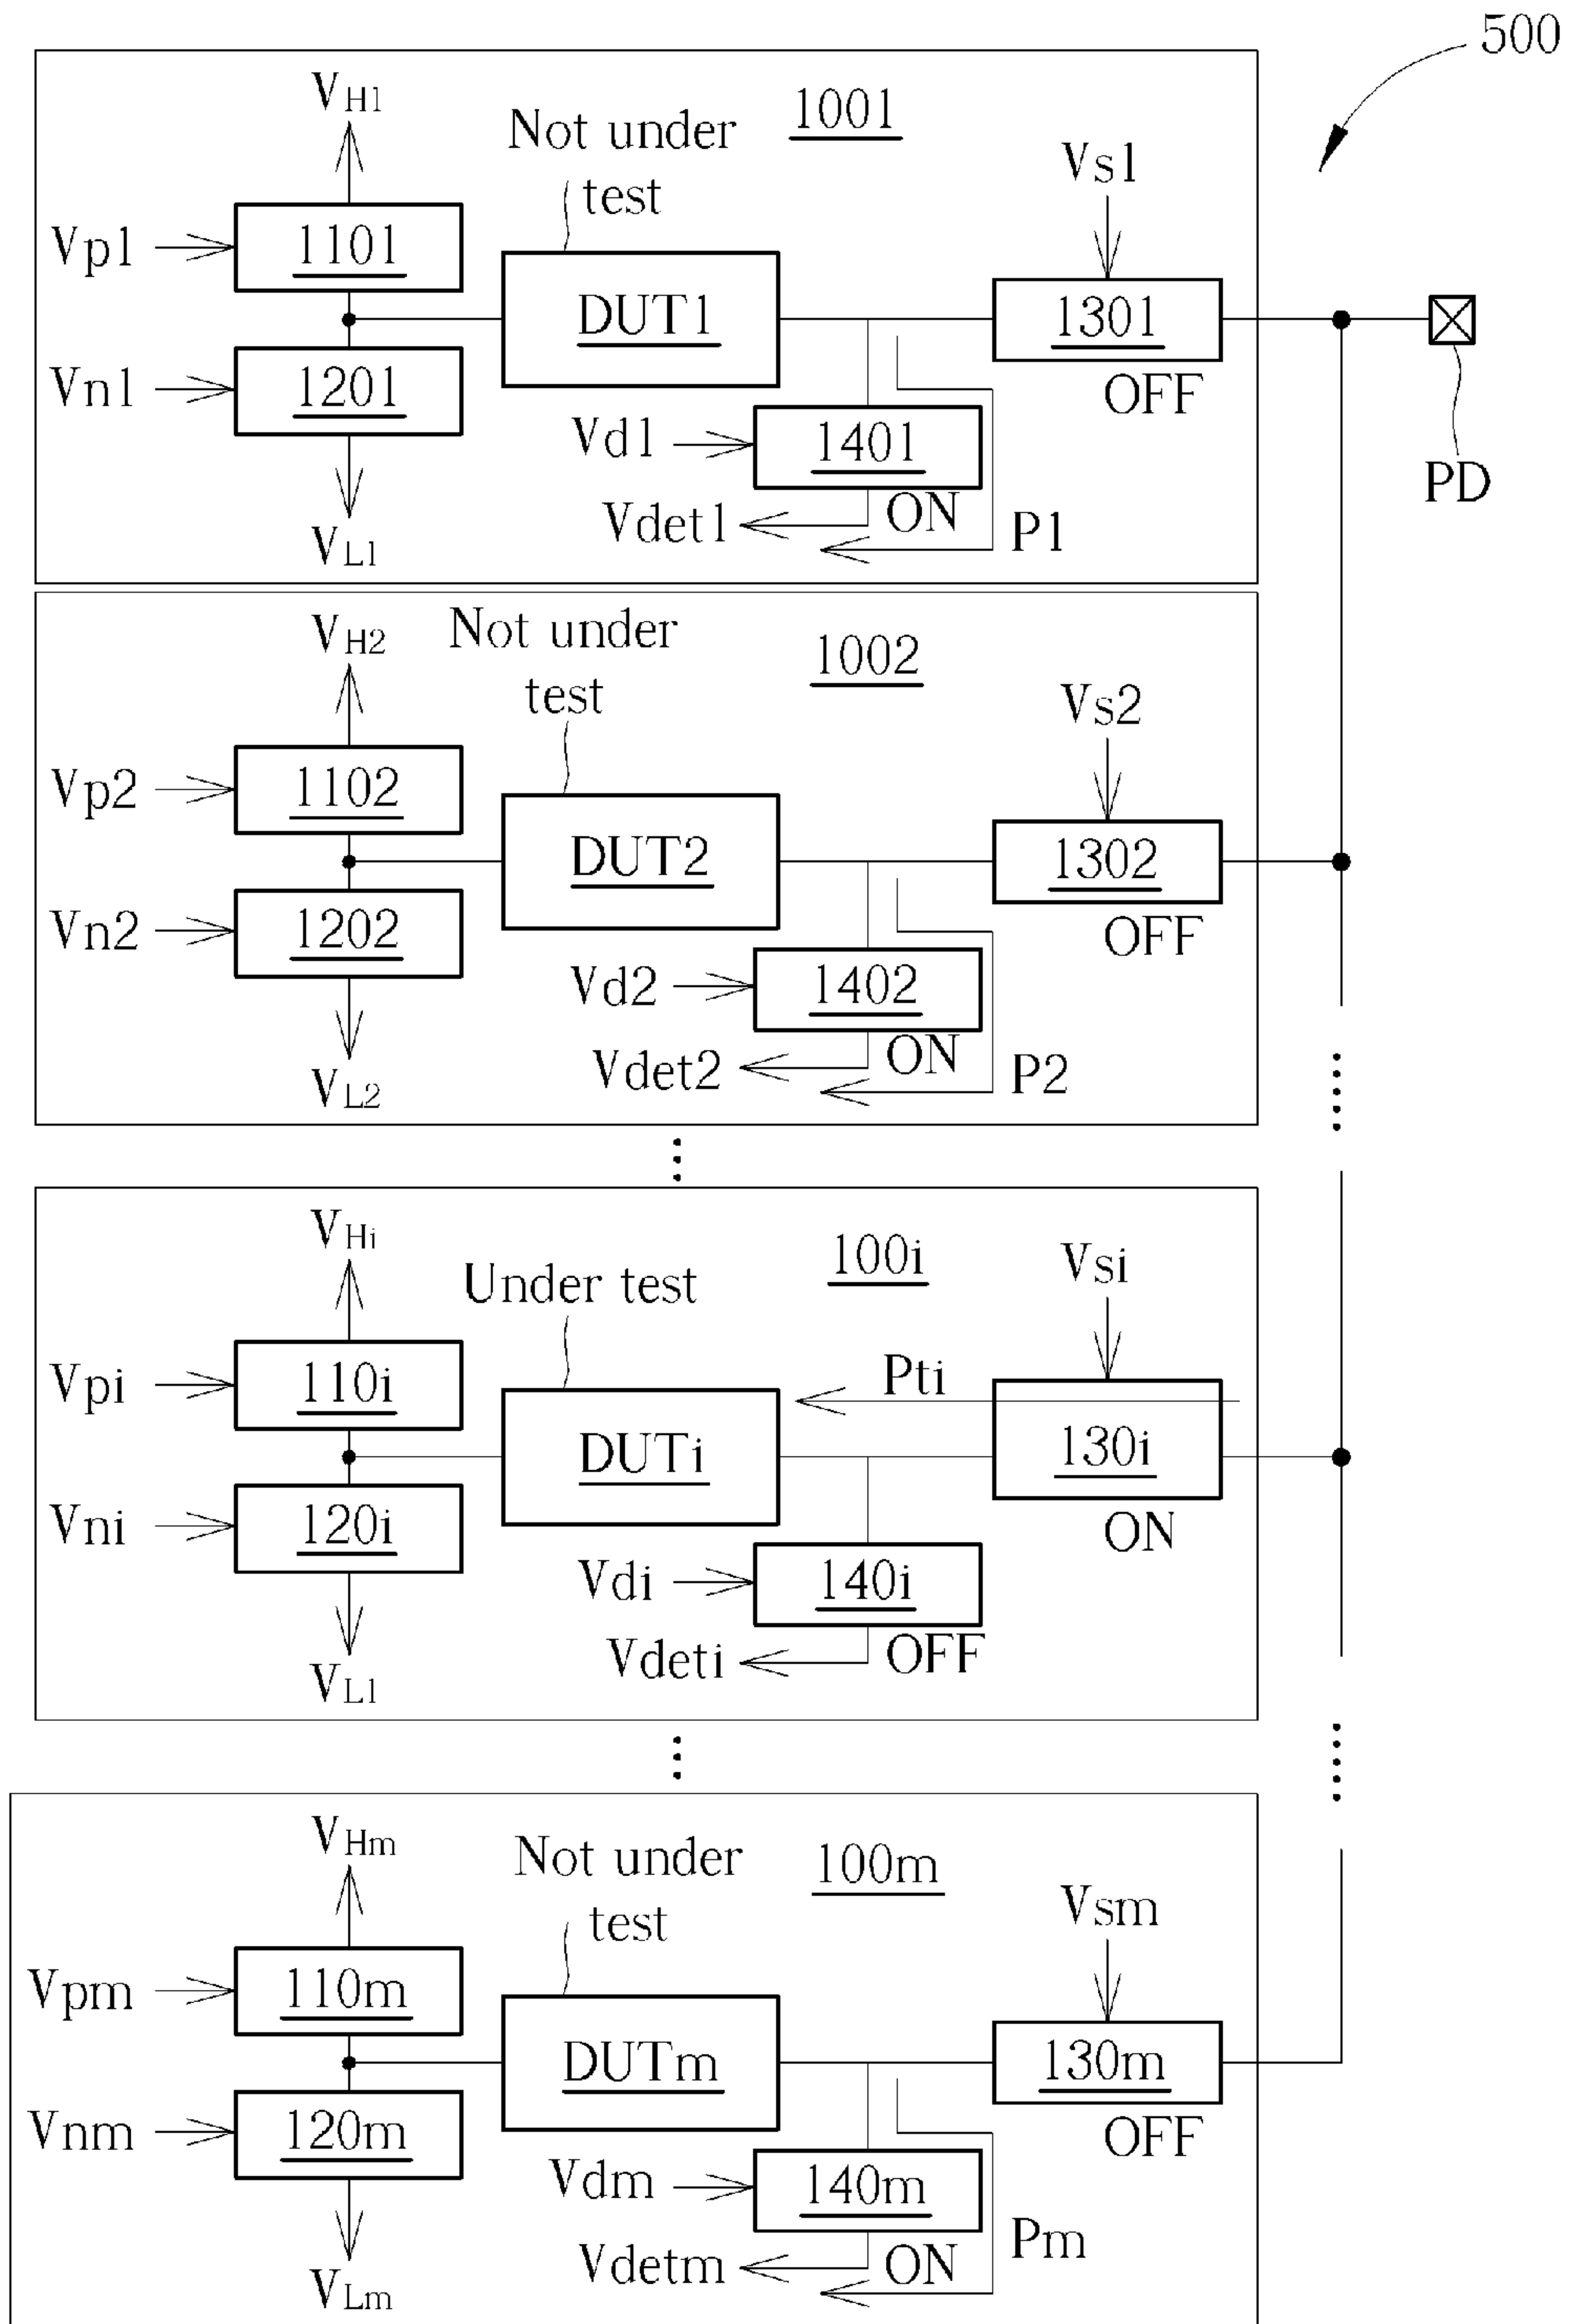 500
VH1
Not under
test
1001
Vs1
Vp1
1101
DUT1
1301
OFF
PD
Vn1
1201
Vd1
1401
ON
Vdet1
P1
VL1
VH2
Not under
test
1002
Vs2
Vp2
1102
DUT2
1302
OFF
Vn2
1202
Vd2
1402
ON
Vdet2
P2
VL2
VHi
Under test
100i
Vsi
Vpi
110i
Pti
DUTi
130i
ON
Vni
120i
Vdi
140i
OFF
Vdeti
VL1
VHm
Not under
test
100m
Vsm
Vpm
110m
DUTm
130m
OFF
Vnm
120m
Vdm
140m
ON
Vdetm
Pm
VLm